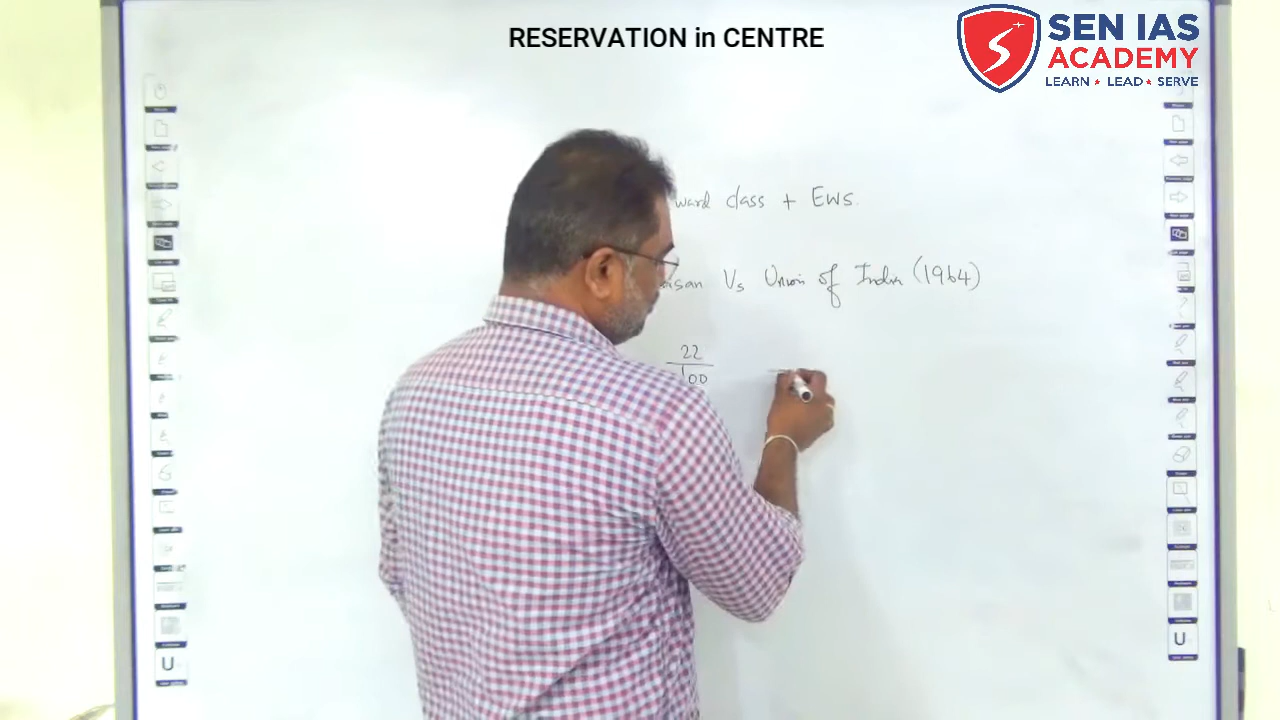 RESERVATION in CENTRE
SEN IAS
ACADEMY
LEARN ★ LEAD ★ SERVE
ward class + EWS.
asan Vs Union of India (1964)
22
100
U
U